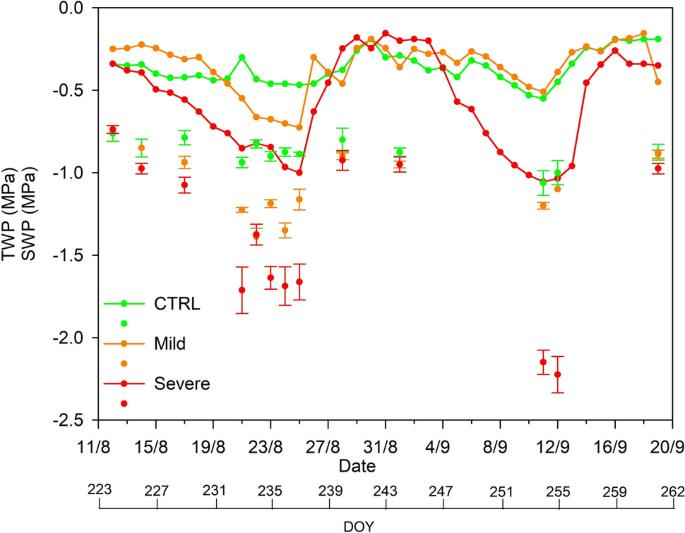 0.0
-0.5
-1.0
-1.5
-2.0
-2.5
TWP (MPa)
SWP (MPa)
CTRL
Mild
Severe
11/8 15/8 19/8 23/8 27/8 31/8 4/9 8/9 12/9 16/9 20/9
Date
223 227 231 235 239 243 247 251 255 259 262
DOY